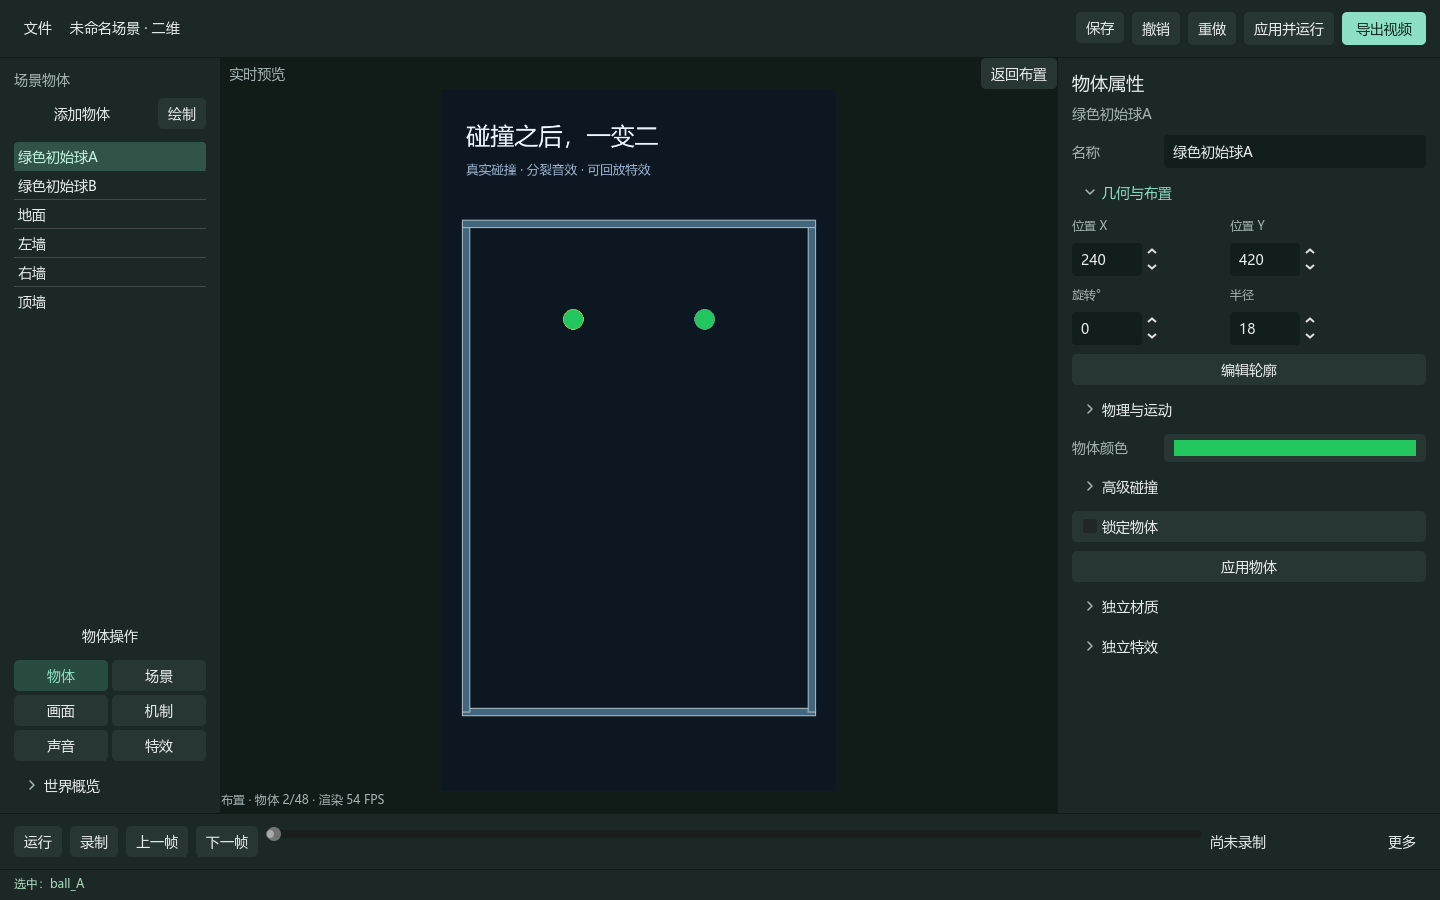 文件 未命名场景 · 二维 保存 撤销 重做 应用并运行 导出视频
场景物体
添加物体 绘制
绿色初始球A
绿色初始球B
地面
左墙
右墙
顶墙
物体操作
物体 场景
画面 机制
声音 特效
世界概览
实时预览 返回布置
碰撞之后，一变二
真实碰撞 · 分裂音效 · 可回放特效
布置 · 物体 2/48 · 渲染 54 FPS
物体属性
绿色初始球A
名称 绿色初始球A
几何与布置
位置 X 位置 Y
240 420
旋转° 半径
0 18
编辑轮廓
物理与运动
物体颜色
高级碰撞
锁定物体
应用物体
独立材质
独立特效
运行 录制 上一帧 下一帧 尚未录制 更多
选中：ball_A